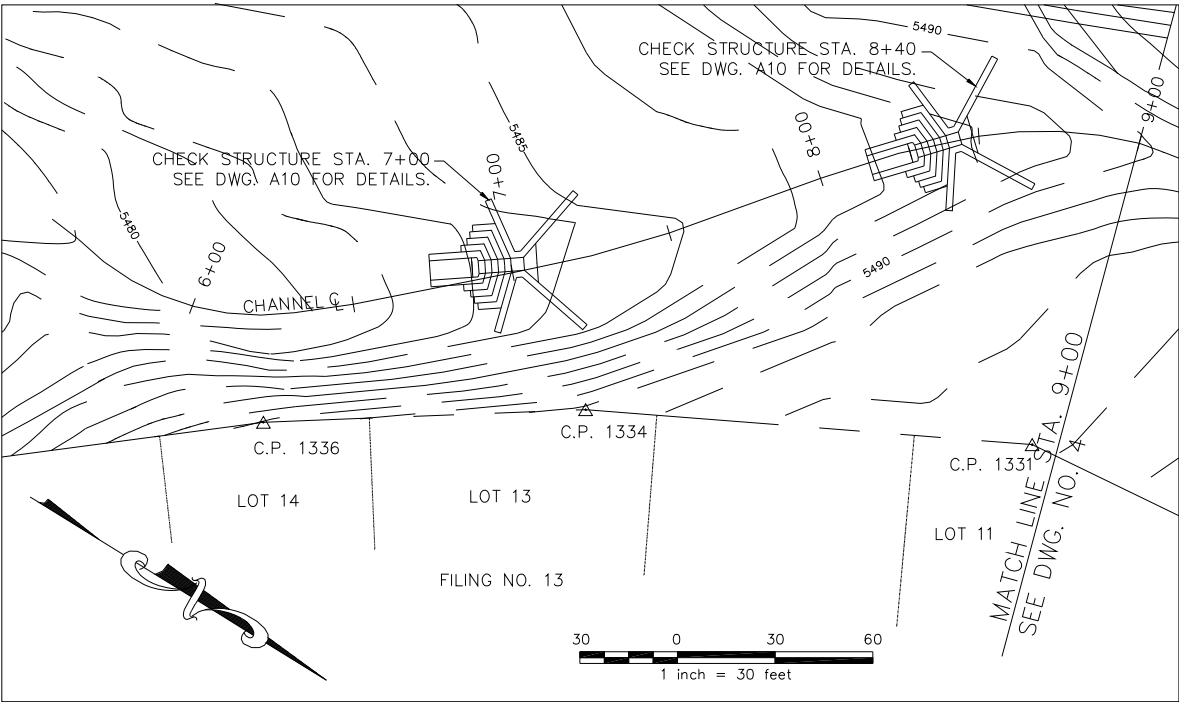 5490
CHECK STRUCTURE STA. 8+40
SEE DWG. A10 FOR DETAILS.
9+00
5485
8+00
CHECK STRUCTURE STA. 7+00
SEE DWG. A10 FOR DETAILS.
7+00
5480
6+00
5490
CHANNEL ℄
C.P. 1336
C.P. 1334
C.P. 1331
MATCH LINE STA. 9+00
SEE DWG. NO. 4
LOT 14
LOT 13
LOT 11
FILING NO. 13
N
30 0 30 60
1 inch = 30 feet